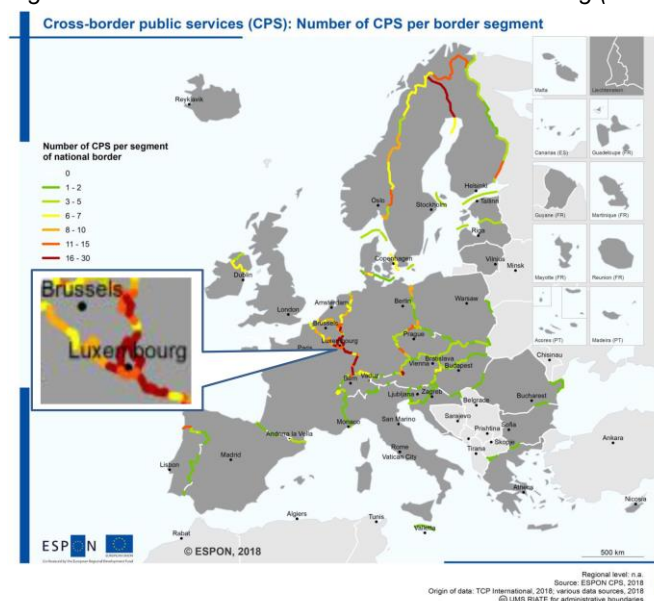 Cross-border public services (CPS): Number of CPS per border segment
Reykjavik
Malta
Liechtenstein
Canarias (ES)
Guadeloupe (FR)
Guyane (FR)
Martinique (FR)
Mayotte (FR)
Reunion (FR)
Acores (PT)
Madeira (PT)
Number of CPS per segment
of national border
0
1 - 2
3 - 5
6 - 7
8 - 10
11 - 15
16 - 30
Oslo
Stockholm
Helsinki
Tallinn
Riga
Vilnius
Minsk
Copenhagen
Dublin
London
Amsterdam
Berlin
Warsaw
Brussels
Luxembourg
Paris
Prague
Vienna
Bratislava
Budapest
Chisinau
Bern
Vaduz
Ljubljana
Zagreb
Belgrade
Bucharest
Monaco
San Marino
Sarajevo
Prishtina
Sofia
Skopje
Tirana
Andorra la Vella
Rome
Vatican City
Lisbon
Madrid
Ankara
Athens
Nicosia
Algiers
Tunis
Valletta
Rabat
Brussels
Luxembourg
ESPON
© ESPON, 2018
500 km
Regional level: n.a.
Source: ESPON CPS, 2018
Origin of data: TCP International, 2018; various data sources, 2018
© UMS RIATE for administrative boundaries